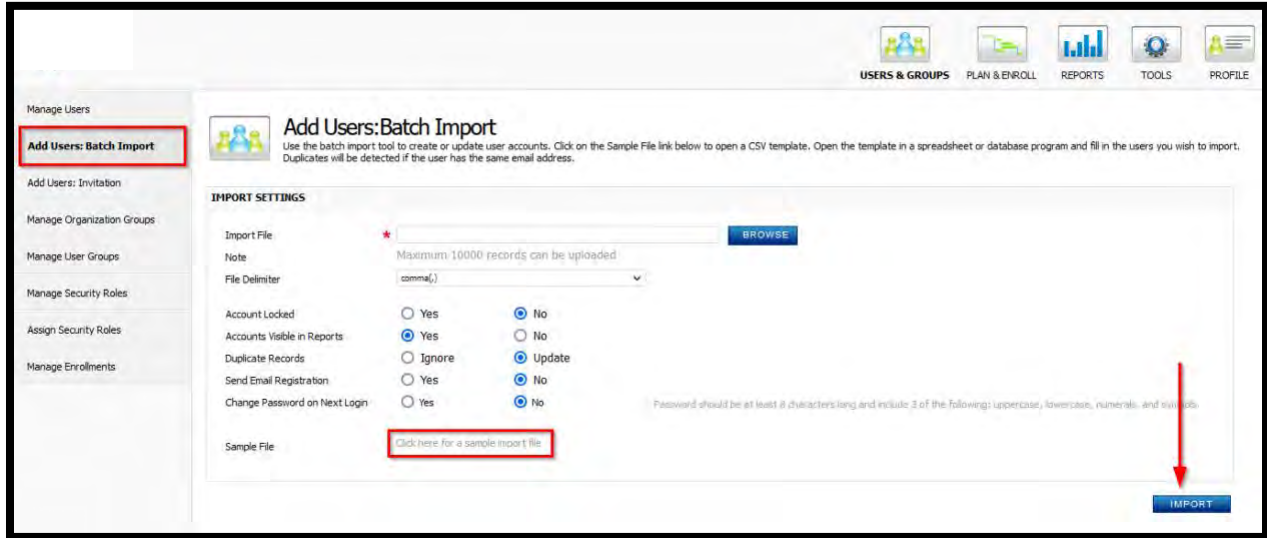 USERS & GROUPS PLAN & ENROLL REPORTS TOOLS PROFILE
Manage Users
Add Users: Batch Import
Add Users: Invitation
Manage Organization Groups
Manage User Groups
Manage Security Roles
Assign Security Roles
Manage Enrollments
Add Users:Batch Import
Use the batch import tool to create or update user accounts. Click on the Sample File link below to open a CSV template. Open the template in a spreadsheet or database program and fill in the users you wish to import.
Duplicates will be detected if the user has the same email address.
IMPORT SETTINGS
Import File * BROWSE
Note Maximum 10000 records can be uploaded
File Delimiter comma(,)
Account Locked Yes No
Accounts Visible in Reports Yes No
Duplicate Records Ignore Update
Send Email Registration Yes No
Change Password on Next Login Yes No Password should be at least 8 characters long and include 3 of the following: uppercase, lowercase, numerals, and symbols
Sample File Click here for a sample import file
IMPORT